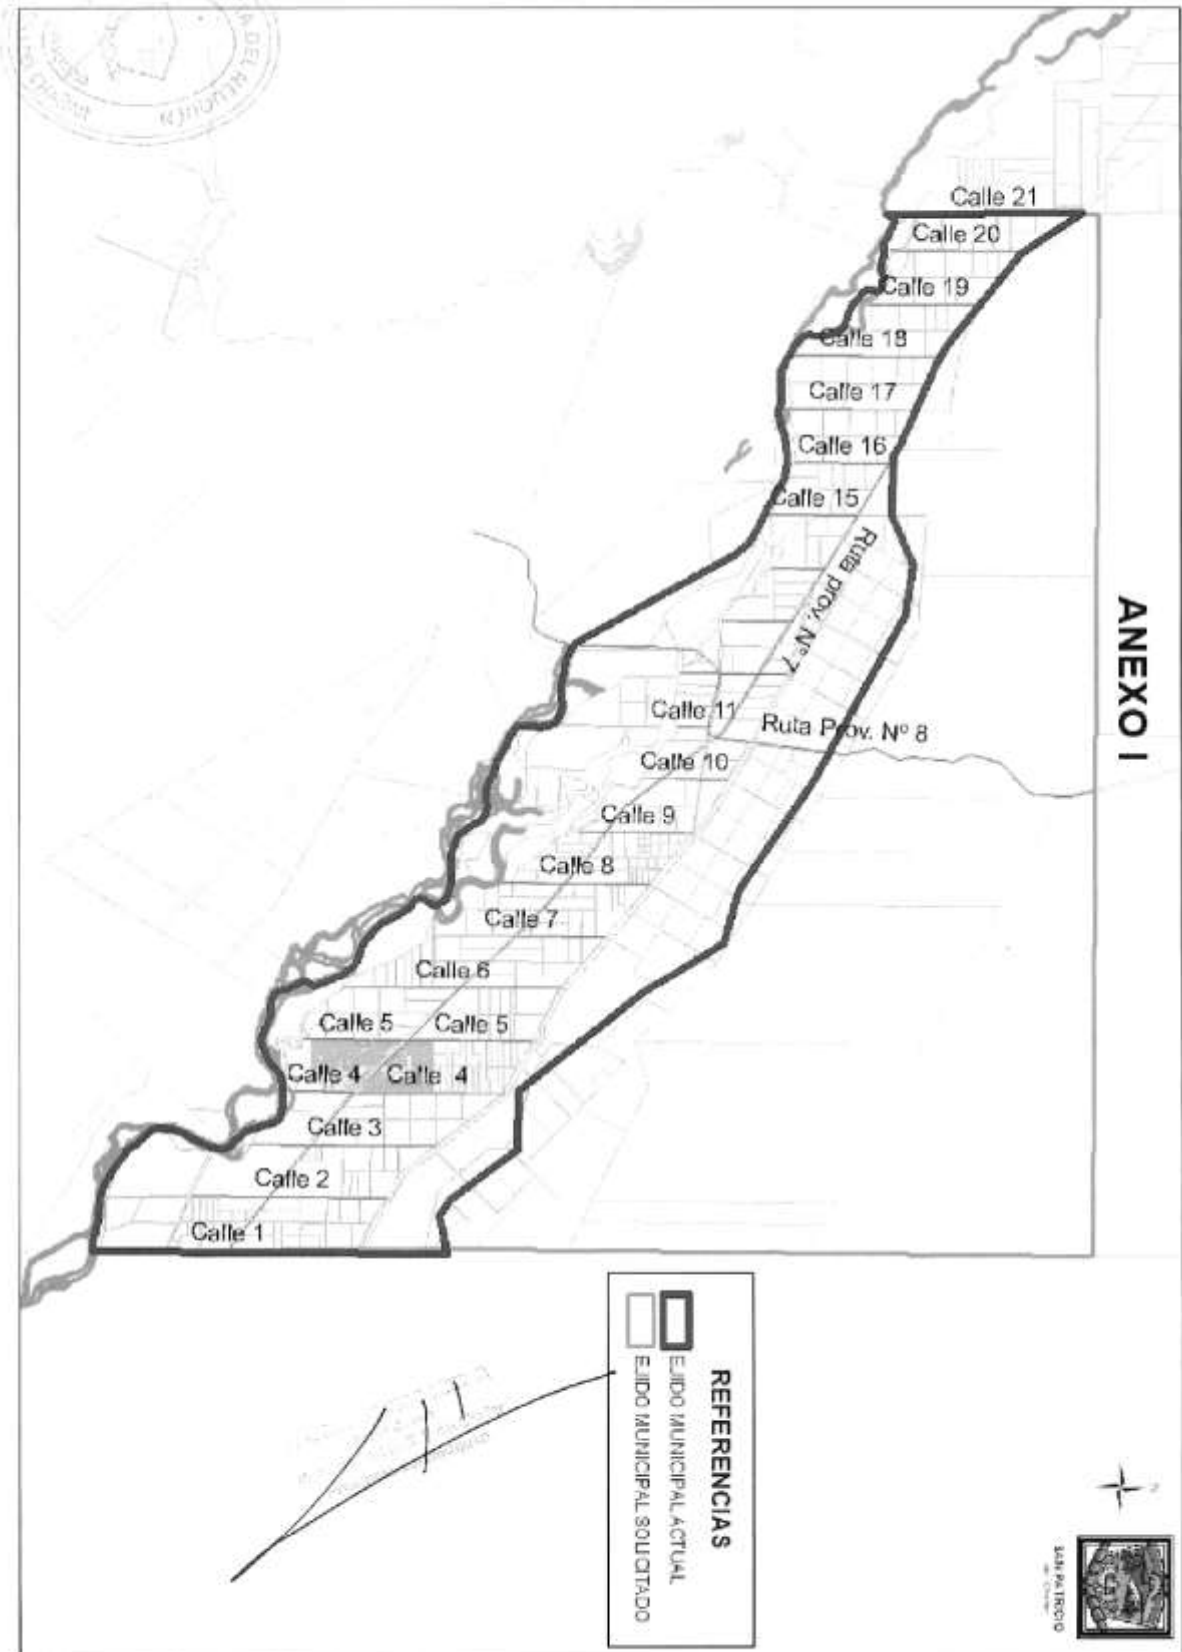 ANEXO I
Calle 21
Calle 20
Calle 19
Calle 18
Calle 17
Calle 16
Calle 15
Ruta prov. Nº 7
Calle 11
Ruta Prov. Nº 8
Calle 10
Calle 9
Calle 8
Calle 7
Calle 6
Calle 5
Calle 5
Calle 4
Calle 4
Calle 3
Calle 2
Calle 1
REFERENCIAS
EJIDO MUNICIPAL ACTUAL
EJIDO MUNICIPAL SOLICITADO
SAN PATRICIO
DEL NEUQUÉN